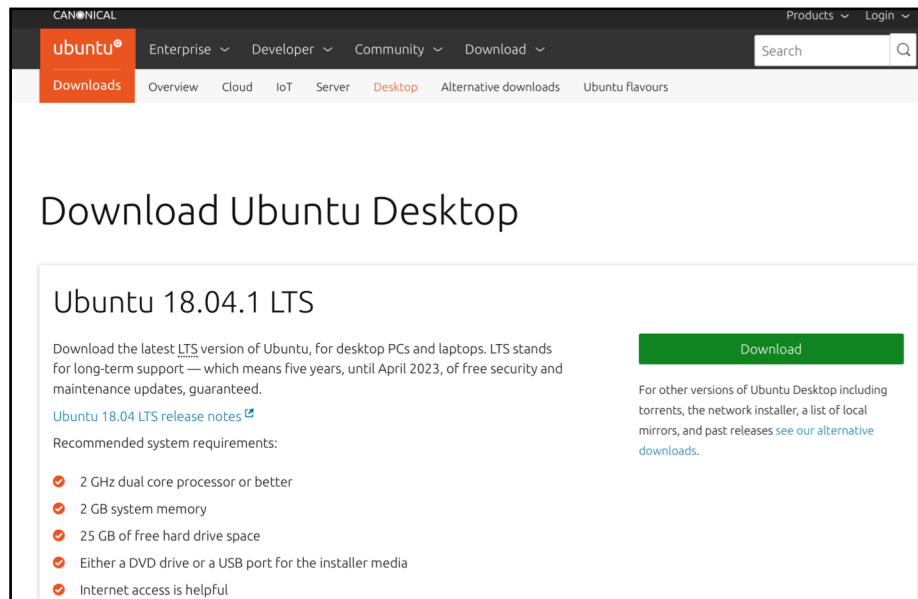 CANONICAL
Products Login
ubuntu Enterprise Developer Community Download Search
Downloads Overview Cloud IoT Server Desktop Alternative downloads Ubuntu flavours
Download Ubuntu Desktop
Ubuntu 18.04.1 LTS
Download the latest LTS version of Ubuntu, for desktop PCs and laptops. LTS stands
for long-term support — which means five years, until April 2023, of free security and
maintenance updates, guaranteed.
Ubuntu 18.04 LTS release notes
Recommended system requirements:
2 GHz dual core processor or better
2 GB system memory
25 GB of free hard drive space
Either a DVD drive or a USB port for the installer media
Internet access is helpful
Download
For other versions of Ubuntu Desktop including
torrents, the network installer, a list of local
mirrors, and past releases see our alternative
downloads.